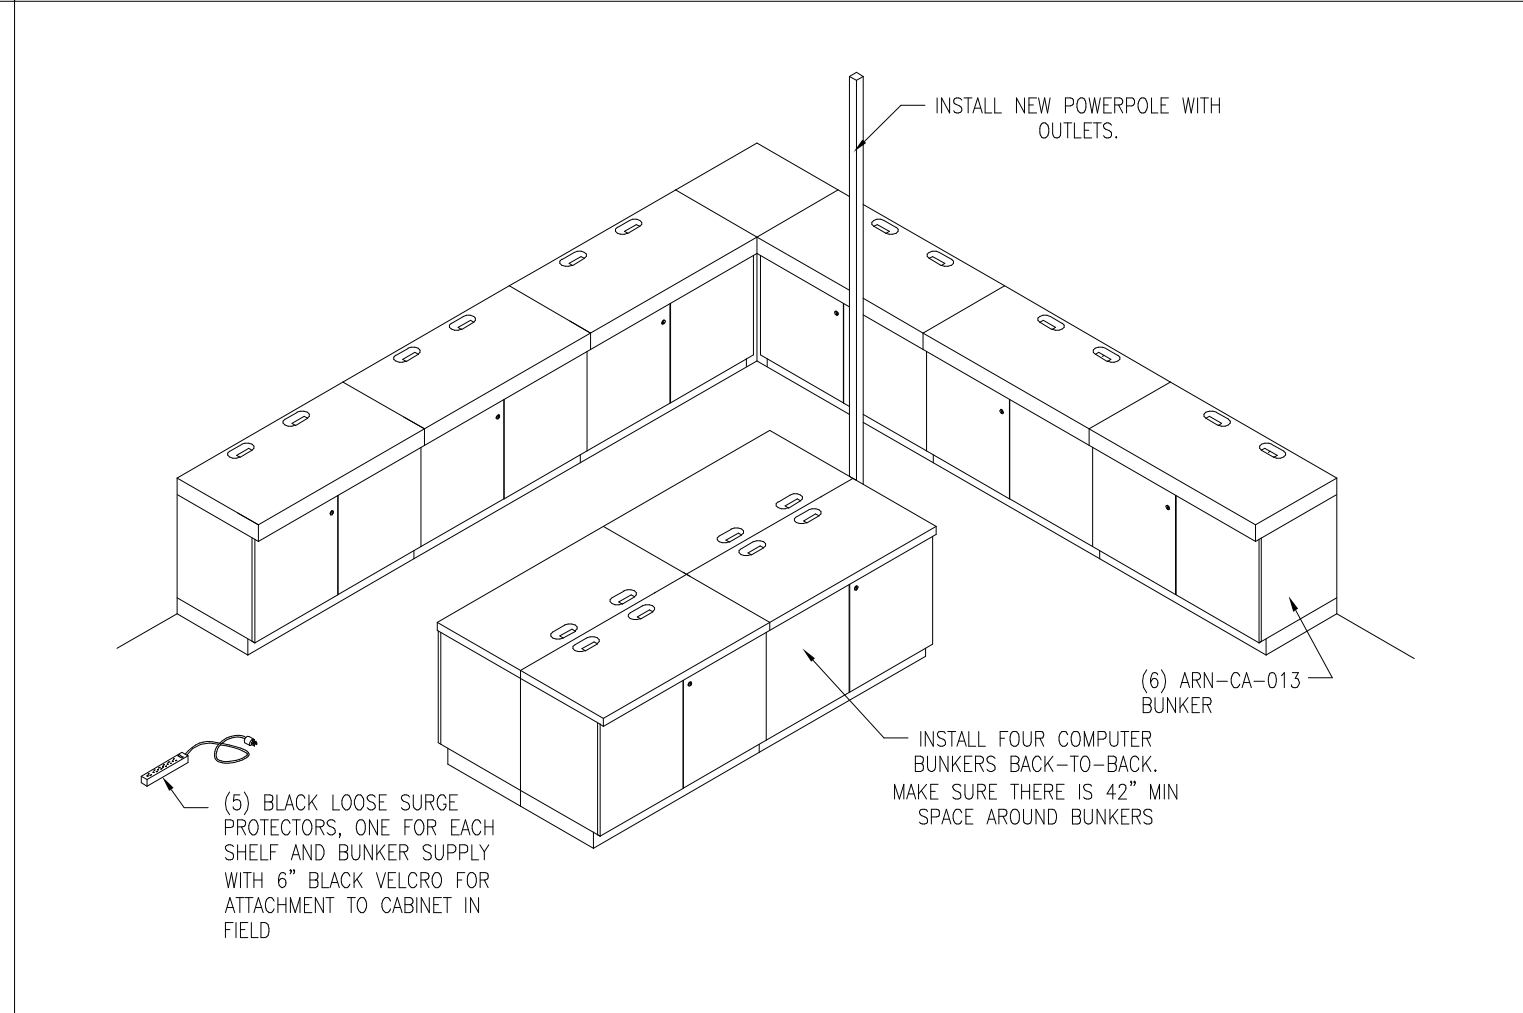 INSTALL NEW POWERPOLE WITH
OUTLETS.
(6) ARN-CA-013
BUNKER
INSTALL FOUR COMPUTER
BUNKERS BACK-TO-BACK.
MAKE SURE THERE IS 42" MIN
SPACE AROUND BUNKERS
(5) BLACK LOOSE SURGE
PROTECTORS, ONE FOR EACH
SHELF AND BUNKER SUPPLY
WITH 6" BLACK VELCRO FOR
ATTACHMENT TO CABINET IN
FIELD